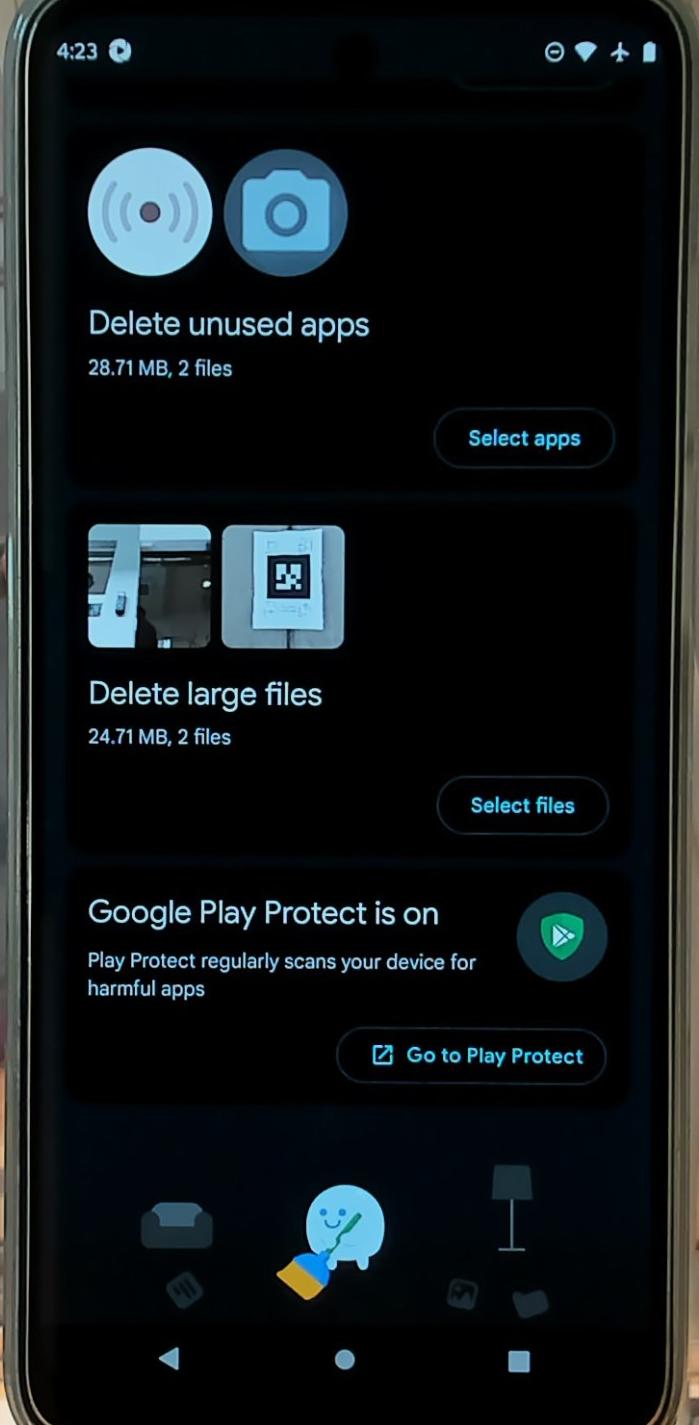 4:23
Delete unused apps
28.71 MB, 2 files
Select apps
Delete large files
24.71 MB, 2 files
Select files
Google Play Protect is on
Play Protect regularly scans your device for
harmful apps
Go to Play Protect